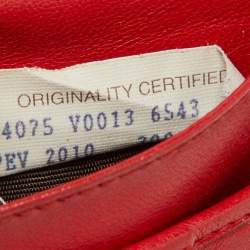 ORIGINALITY CERTIFIED
4075 V0013 6543
PEV 2010